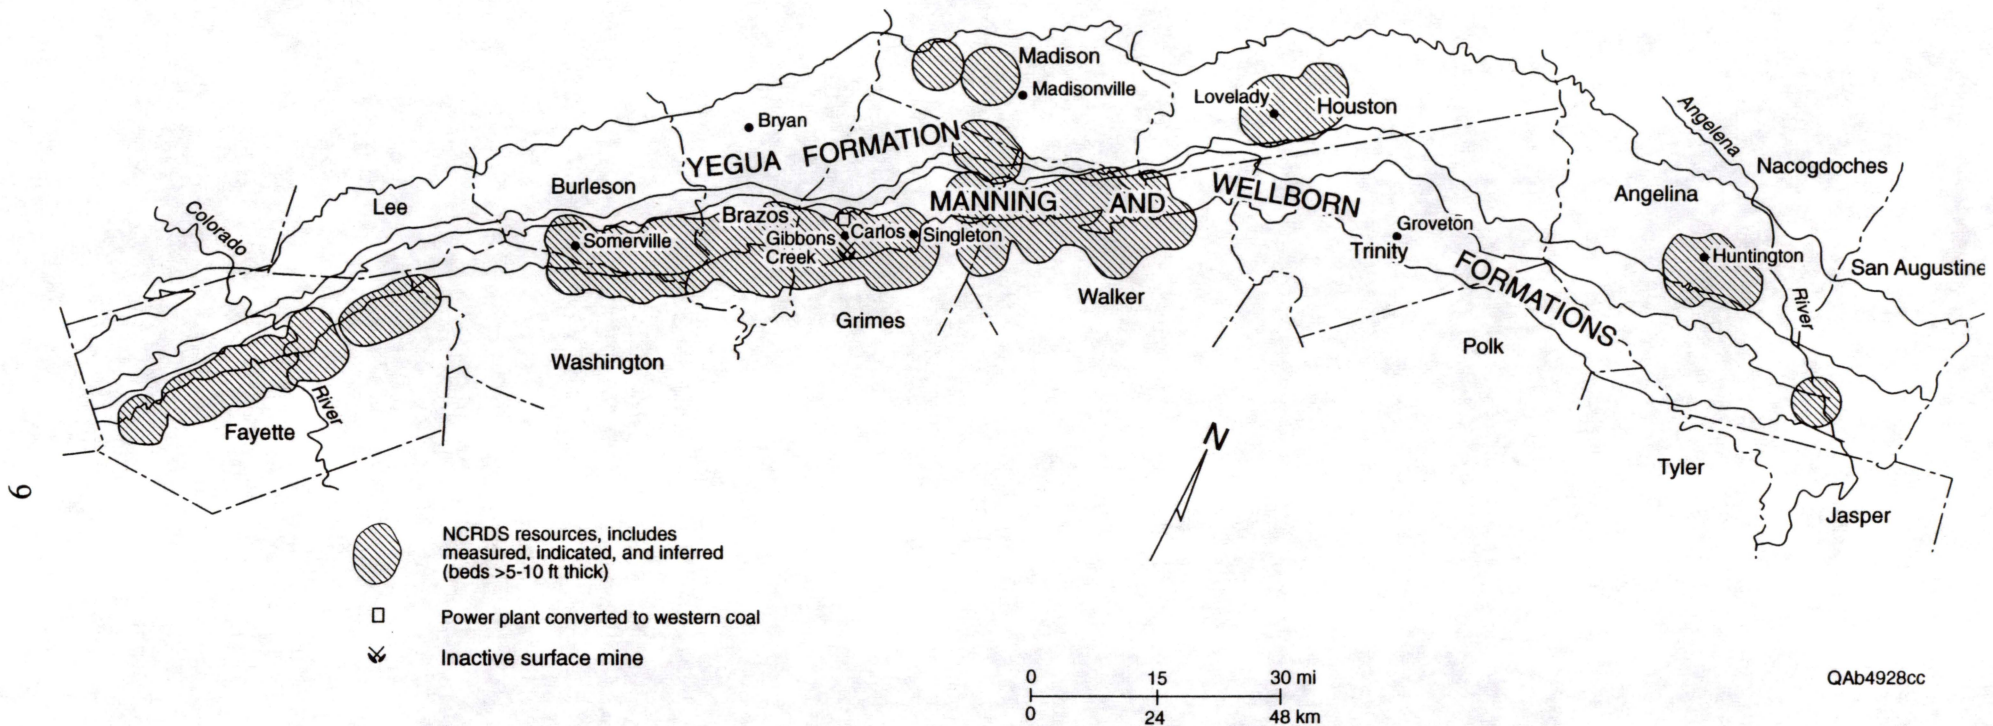 Madison
Madisonville
Lovelady
Houston
Bryan
YEGUA FORMATION
Angelena
Nacogdoches
Burleson
Lee
Colorado
Angelina
MANNING AND WELLBORN
Brazos
Somerville
Gibbons
Creek
Carlos
Singleton
Groveton
Trinity
Huntington
San Augustine
FORMATIONS
River
Walker
Grimes
Washington
Polk
River
Fayette
N
Tyler
Jasper
9
NCRDS resources, includes
measured, indicated, and inferred
(beds >5-10 ft thick)
Power plant converted to western coal
Inactive surface mine
0 15 30 mi
0 24 48 km
QAb4928cc